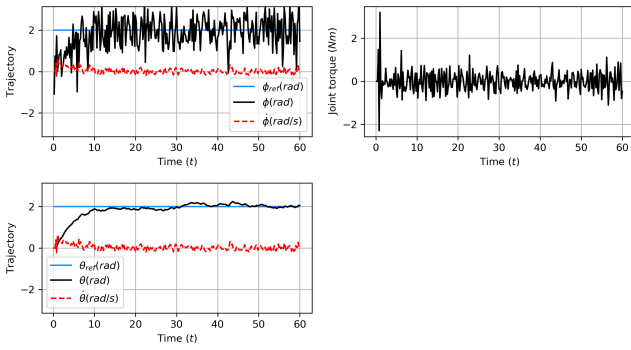 Trajectory
2
0
−2
0
10
20
30
40
50
60
Time (t)
ϕref(rad)
ϕ(rad)
ϕ̇(rad/s)
Joint torque (Nm)
2
0
−2
0
10
20
30
40
50
60
Time (t)
Trajectory
2
0
−2
0
10
20
30
40
50
60
Time (t)
θref(rad)
θ(rad)
θ̇(rad/s)